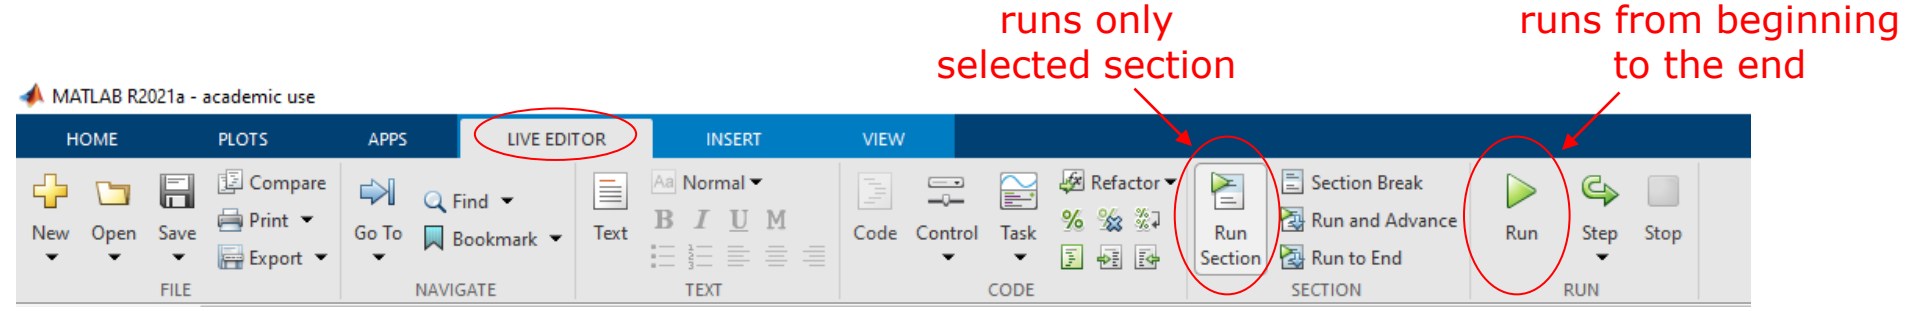 runs only
selected section
runs from beginning
to the end
MATLAB R2021a - academic use
HOME PLOTS APPS LIVE EDITOR INSERT VIEW
New
Open
Save
Compare
Print
Export
FILE
Go To
Find
Bookmark
NAVIGATE
Text
Aa Normal
B I U M
TEXT
Code
Control
Task
Refactor
CODE
Run
Section
Section Break
Run and Advance
Run to End
SECTION
Run
Step
Stop
RUN